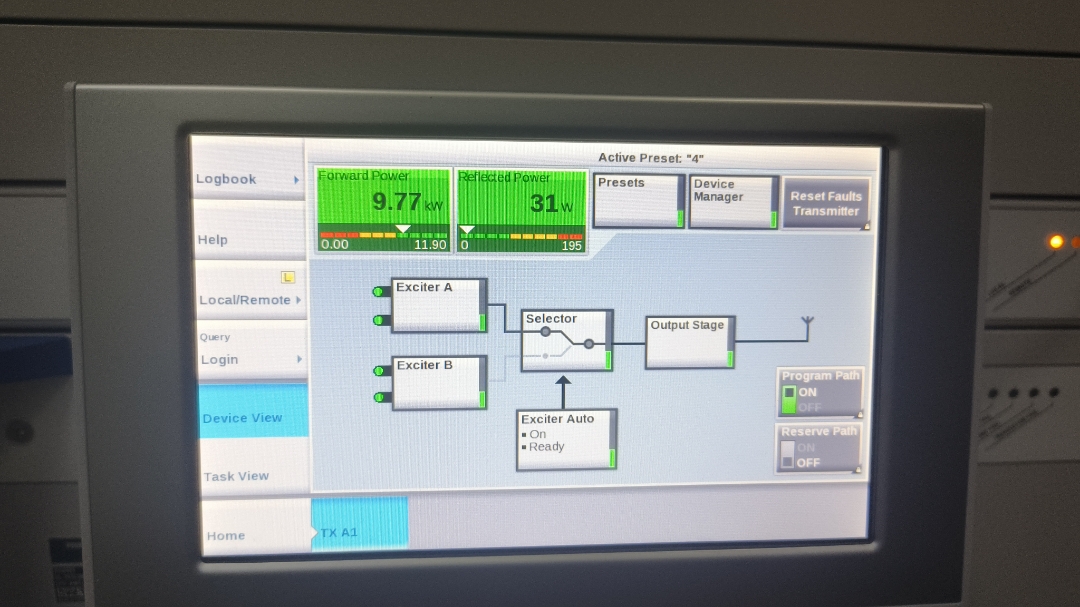 Active Preset: "4"
Logbook
Help
L
Local/Remote
Query
Login
Device View
Task View
Home
Forward Power
9.77 kW
0.00 11.90
Reflected Power
31 W
0 195
Presets
Device
Manager
Reset Faults
Transmitter
Exciter A
Exciter B
Selector
Output Stage
Exciter Auto
On
Ready
Program Path
ON
OFF
Reserve Path
ON
OFF
TX A1